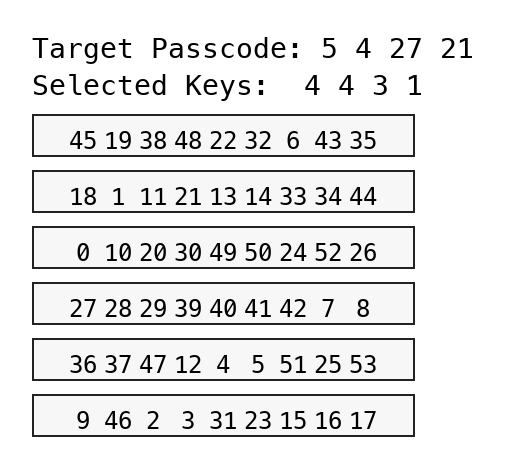 Target Passcode: 5 4 27 21
Selected Keys: 4 4 3 1
45 19 38 48 22 32 6 43 35
18 1 11 21 13 14 33 34 44
0 10 20 30 49 50 24 52 26
27 28 29 39 40 41 42 7 8
36 37 47 12 4 5 51 25 53
9 46 2 3 31 23 15 16 17